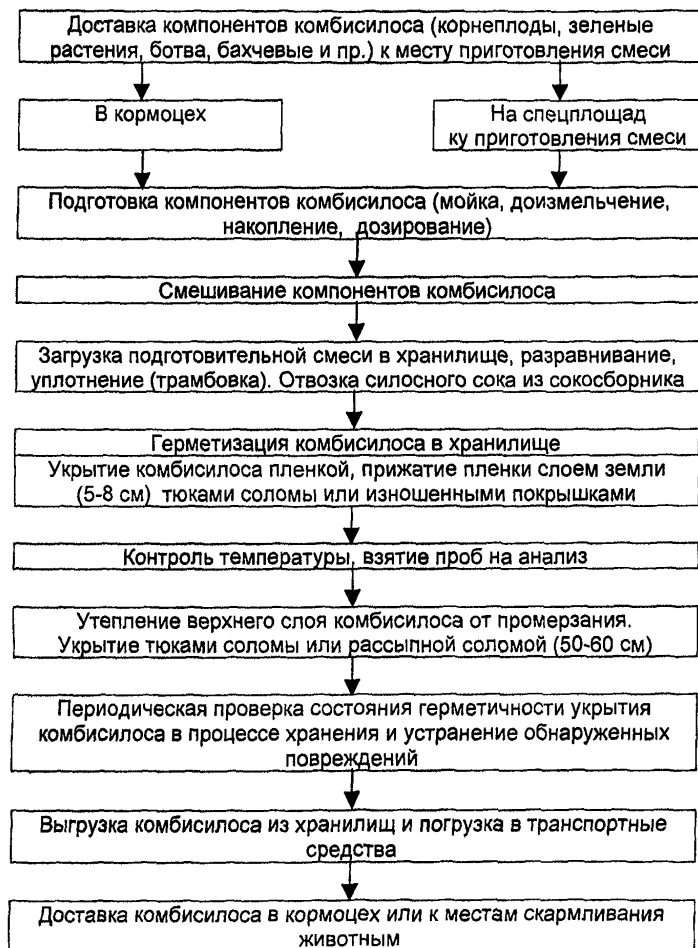 Доставка компонентов комбисилоса (корнеплоды, зеленые
растения, ботва, бахчевые и пр.) к месту приготовления смеси
В кормоцех
На спецплощад
ку приготовления смеси
Подготовка компонентов комбисилоса (мойка, доизмельчение,
накопление, дозирование)
Смешивание компонентов комбисилоса
Загрузка подготовительной смеси в хранилище, разравнивание,
уплотнение (трамбовка). Отвозка силосного сока из сокосборника
Герметизация комбисилоса в хранилище
Укрытие комбисилоса пленкой, прижатие пленки слоем земли
(5-8 см) тюками соломы или изношенными покрышками
Контроль температуры, взятие проб на анализ
Утепление верхнего слоя комбисилоса от промерзания.
Укрытие тюками соломы или рассыпной соломой (50-60 см)
Периодическая проверка состояния герметичности укрытия
комбисилоса в процессе хранения и устранение обнаруженных
повреждений
Выгрузка комбисилоса из хранилищ и погрузка в транспортные
средства
Доставка комбисилоса в кормоцех или к местам скармливания
животным